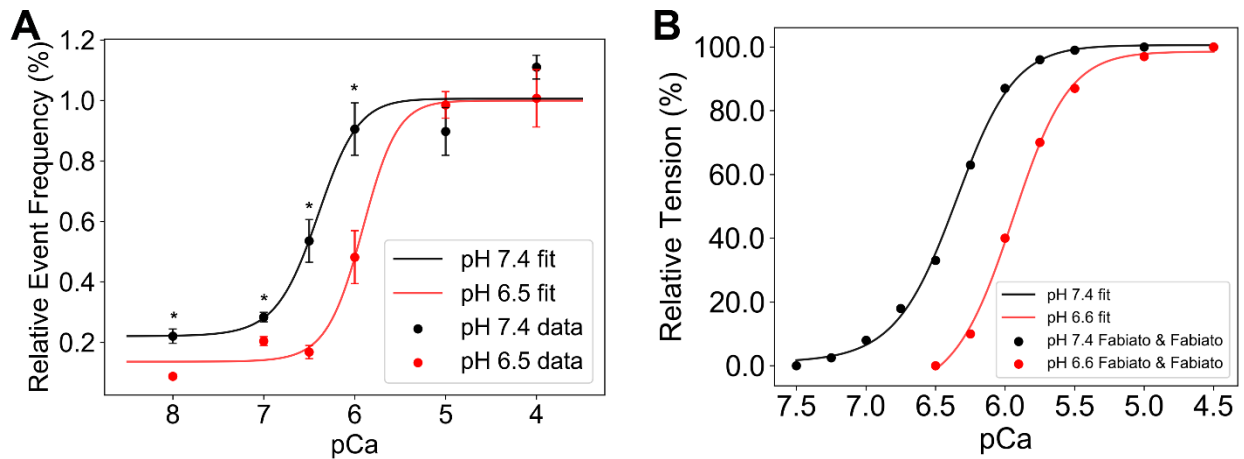 A
Relative Event Frequency (%)
1.2
1.0
0.8
0.6
0.4
0.2
*
*
*
*
pH 7.4 fit
pH 6.5 fit
pH 7.4 data
pH 6.5 data
8 7 6 5 4
pCa
B
Relative Tension (%)
100.0
80.0
60.0
40.0
20.0
0.0
pH 7.4 fit
pH 6.6 fit
pH 7.4 Fabiato & Fabiato
pH 6.6 Fabiato & Fabiato
7.5 7.0 6.5 6.0 5.5 5.0 4.5
pCa